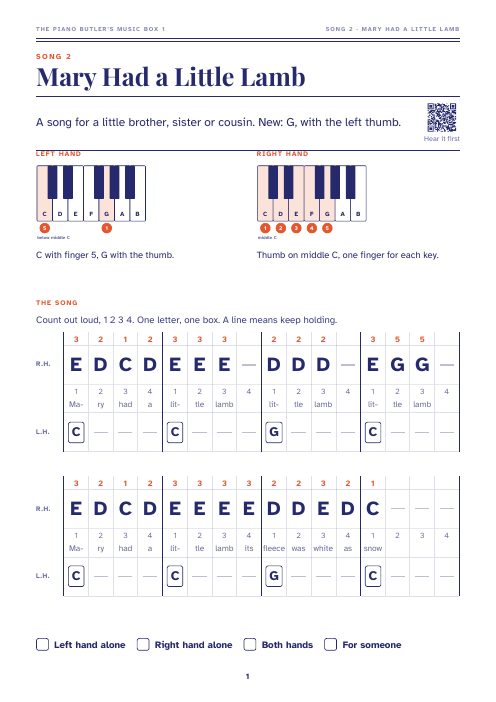 THE PIANO BUTLER'S MUSIC BOX 1 SONG 2 · MARY HAD A LITTLE LAMB
SONG 2
Mary Had a Little Lamb
A song for a little brother, sister or cousin. New: G, with the left thumb.
Hear it first
LEFT HAND RIGHT HAND
C D E F G A B C D E F G A B
5 1 1 2 3 4 5
below middle C middle C
C with finger 5, G with the thumb. Thumb on middle C, one finger for each key.
THE SONG
Count out loud, 1 2 3 4. One letter, one box. A line means keep holding.
3 2 1 2 3 3 3 2 2 2 3 5 5
R.H. E D C D E E E — D D D — E G G —
1 2 3 4 1 2 3 4 1 2 3 4 1 2 3 4
Ma- ry had a lit- tle lamb lit- tle lamb lit- tle lamb
L.H. C — — — C — — — G — — — C — — —
3 2 1 2 3 3 3 3 2 2 3 2 1
R.H. E D C D E E E E D D E D C — — —
1 2 3 4 1 2 3 4 1 2 3 4 1 2 3 4
Ma- ry had a lit- tle lamb its fleece was white as snow
L.H. C — — — C — — — G — — — C — — —
Left hand alone Right hand alone Both hands For someone
1